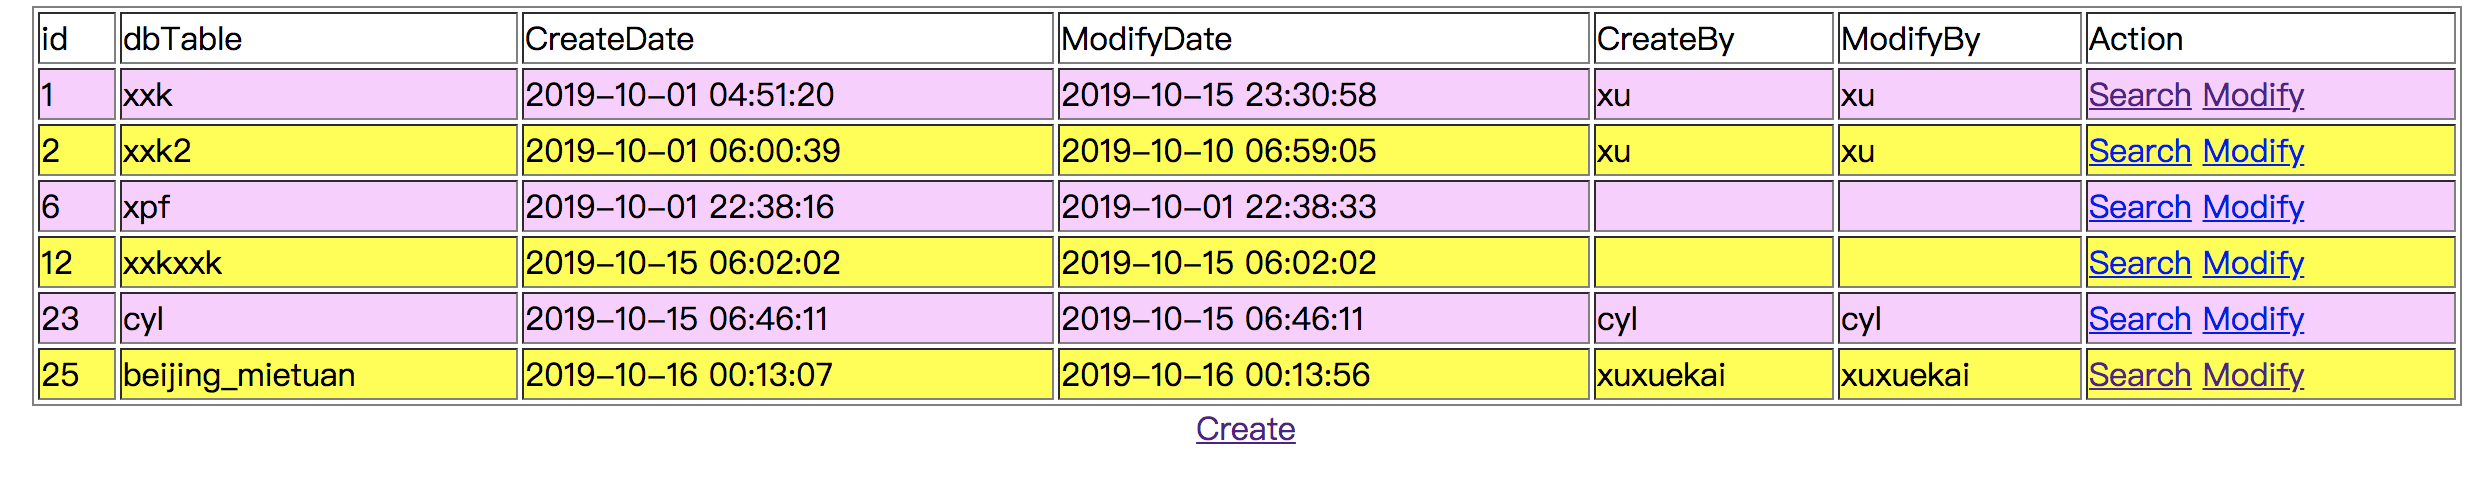 id dbTable CreateDate ModifyDate CreateBy ModifyBy Action
1 xxk 2019-10-01 04:51:20 2019-10-15 23:30:58 xu xu Search Modify
2 xxk2 2019-10-01 06:00:39 2019-10-10 06:59:05 xu xu Search Modify
6 xpf 2019-10-01 22:38:16 2019-10-01 22:38:33 Search Modify
12 xxkxxk 2019-10-15 06:02:02 2019-10-15 06:02:02 Search Modify
23 cyl 2019-10-15 06:46:11 2019-10-15 06:46:11 cyl cyl Search Modify
25 beijing_mietuan 2019-10-16 00:13:07 2019-10-16 00:13:56 xuxuekai xuxuekai Search Modify
Create